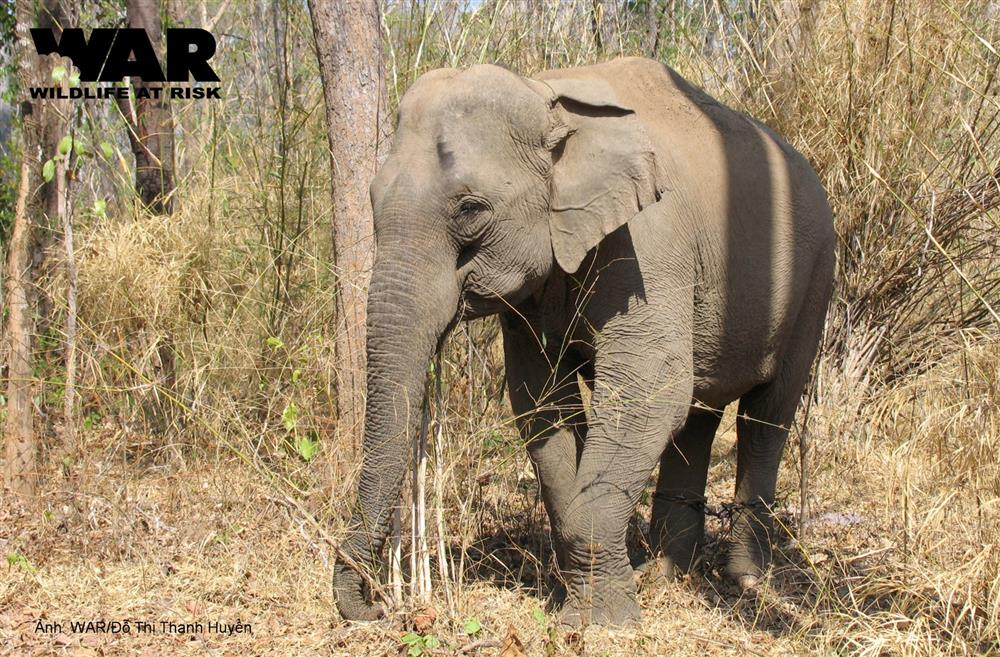 WAR
WILDLIFE AT RISK
Ảnh: WAR/Đỗ Thị Thanh Huyền